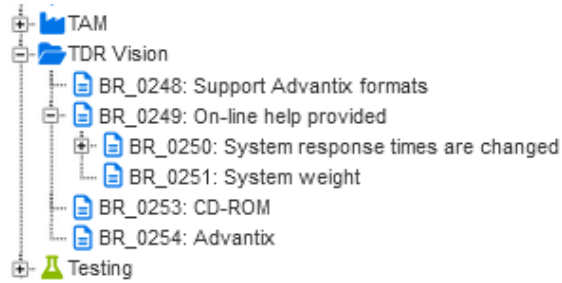 TAM
TDR Vision
BR_0248: Support Advantix formats
BR_0249: On-line help provided
BR_0250: System response times are changed
BR_0251: System weight
BR_0253: CD-ROM
BR_0254: Advantix
Testing